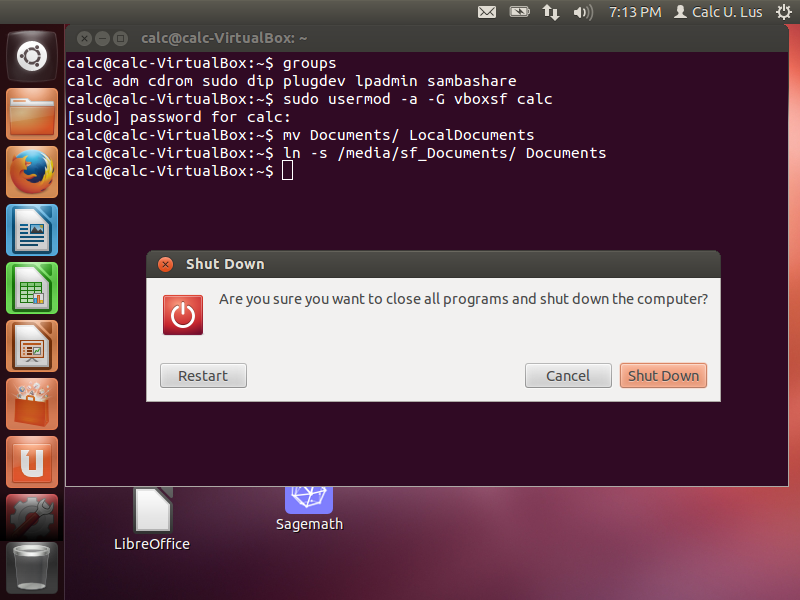 7:13 PM Calc U. Lus
calc@calc-VirtualBox: ~
calc@calc-VirtualBox:~$ groups
calc adm cdrom sudo dip plugdev lpadmin sambashare
calc@calc-VirtualBox:~$ sudo usermod -a -G vboxsf calc
[sudo] password for calc:
calc@calc-VirtualBox:~$ mv Documents/ LocalDocuments
calc@calc-VirtualBox:~$ ln -s /media/sf_Documents/ Documents
calc@calc-VirtualBox:~$
Shut Down
Are you sure you want to close all programs and shut down the computer?
Restart Cancel Shut Down
Sagemath
LibreOffice